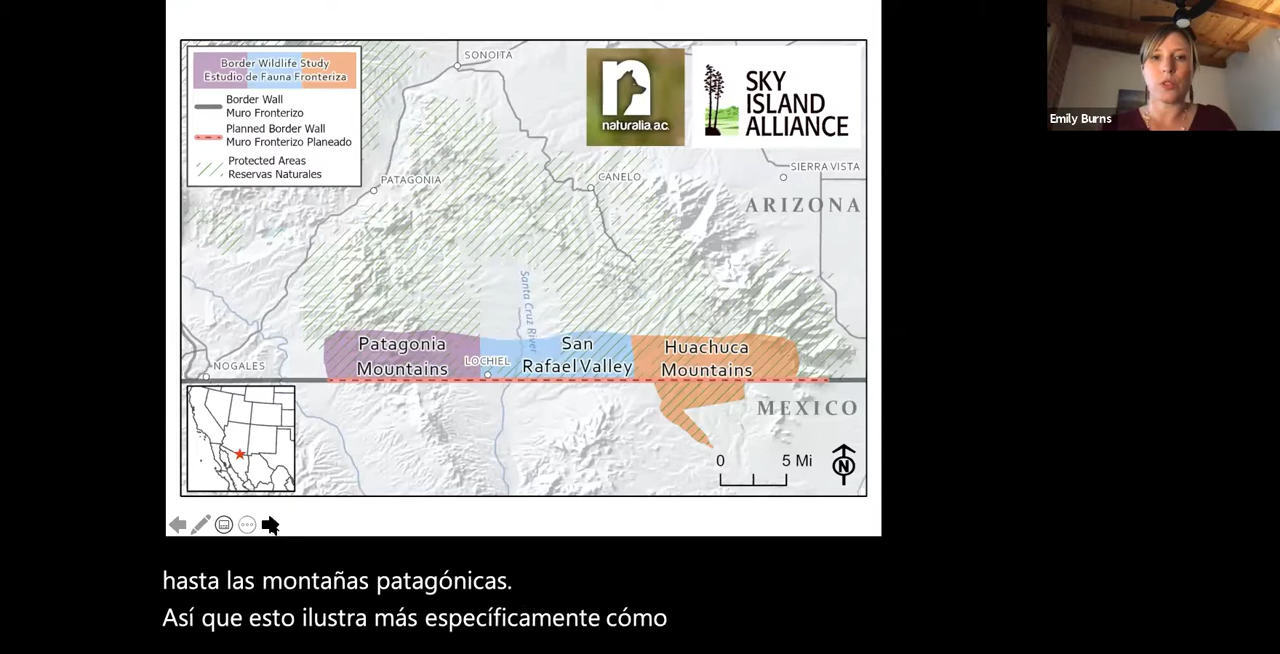 Border Wildlife Study
Estudio de Fauna Fronteriza
Border Wall
Muro Fronterizo
Planned Border Wall
Muro Fronterizo Planeado
Protected Areas
Reservas Naturales
SONOITA
n
naturalia.a.c.
SKY
ISLAND
ALLIANCE
Emily Burns
PATAGONIA
CANELO
SIERRA VISTA
ARIZONA
Santa Cruz River
Patagonia
Mountains
LOCHIEL
San
Rafael Valley
Huachuca
Mountains
NOGALES
MEXICO
0 5 Mi
N
hasta las montañas patagónicas.
Así que esto ilustra más específicamente cómo